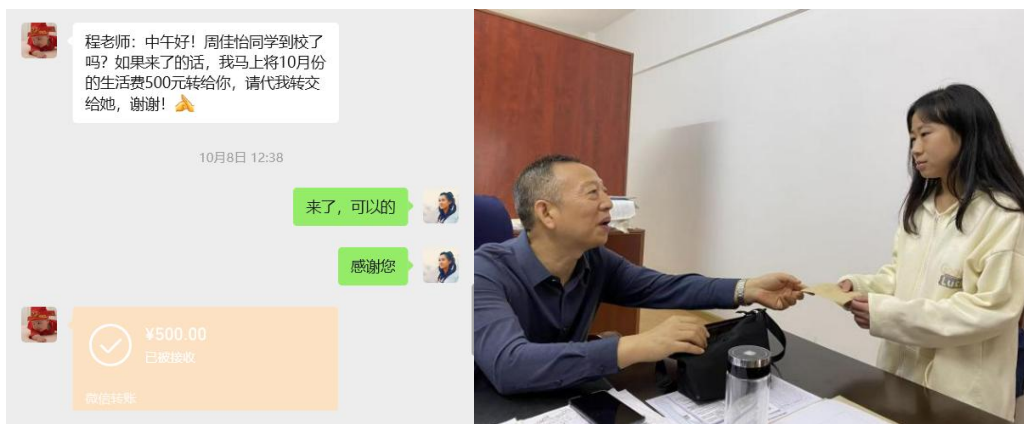 程老师：中午好！周佳怡同学到校了
吗？如果来了的话，我马上将10月份
的生活费500元转给你，请代我转交
给她，谢谢！
10月8日 12:38
来了，可以的
感谢您
¥500.00
已被接收
微信转账